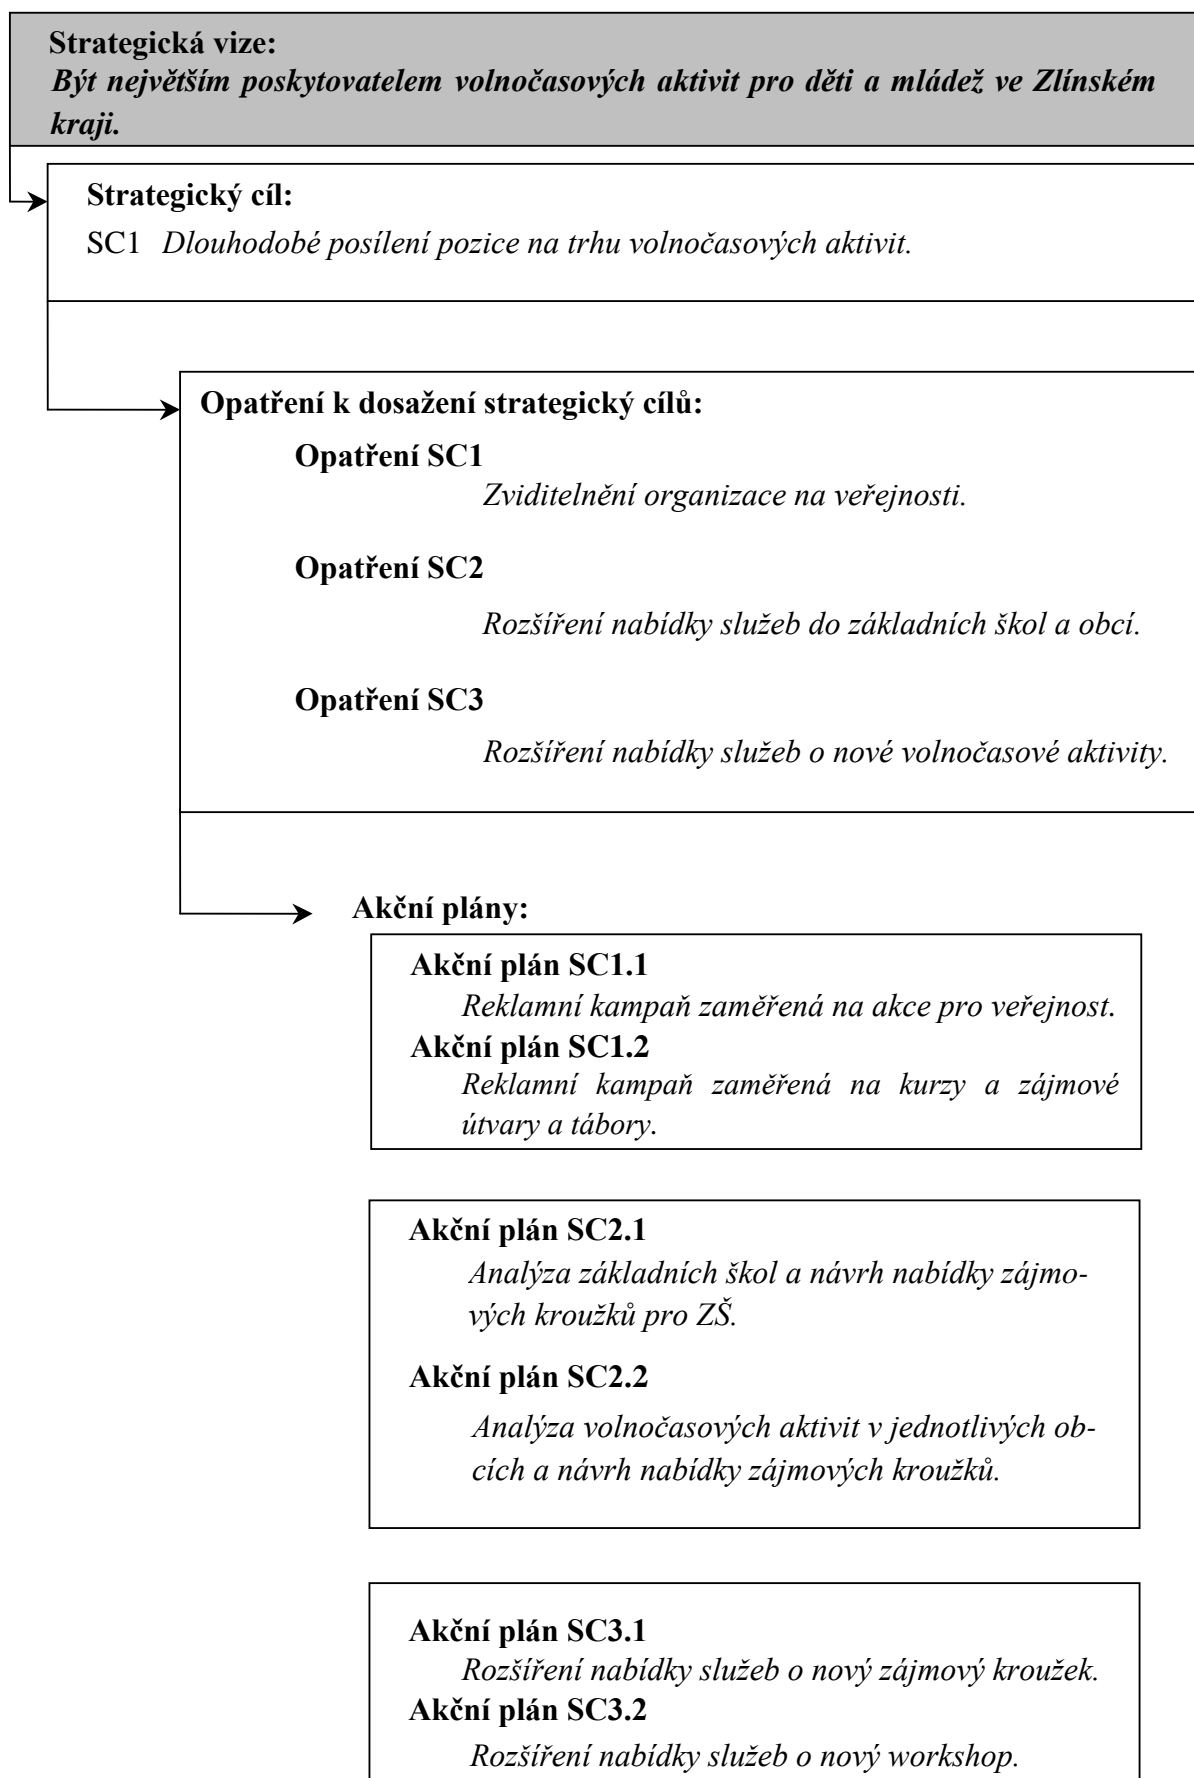 Strategická vize:
Být největším poskytovatelem volnočasových aktivit pro děti a mládež ve Zlínském
kraji.
Strategický cíl:
SC1 Dlouhodobé posílení pozice na trhu volnočasových aktivit.
Opatření k dosažení strategický cílů:
Opatření SC1
Zviditelnění organizace na veřejnosti.
Opatření SC2
Rozšíření nabídky služeb do základních škol a obcí.
Opatření SC3
Rozšíření nabídky služeb o nové volnočasové aktivity.
Akční plány:
Akční plán SC1.1
Reklamní kampaň zaměřená na akce pro veřejnost.
Akční plán SC1.2
Reklamní kampaň zaměřená na kurzy a zájmové
útvary a tábory.
Akční plán SC2.1
Analýza základních škol a návrh nabídky zájmo-
vých kroužků pro ZŠ.
Akční plán SC2.2
Analýza volnočasových aktivit v jednotlivých ob-
cích a návrh nabídky zájmových kroužků.
Akční plán SC3.1
Rozšíření nabídky služeb o nový zájmový kroužek.
Akční plán SC3.2
Rozšíření nabídky služeb o nový workshop.